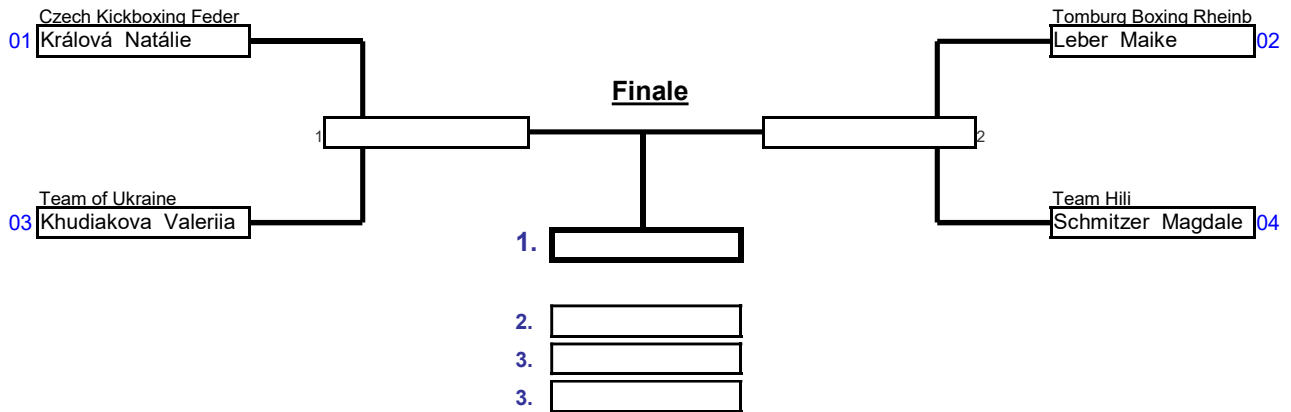 Czech Kickboxing Feder
01 Králová Natálie
Tomburg Boxing Rheinb
Leber Maike 02
Finale
1
2
Team of Ukraine
03 Khudiakova Valeriia
Team Hili
Schmitzer Magdale 04
1.
2.
3.
3.